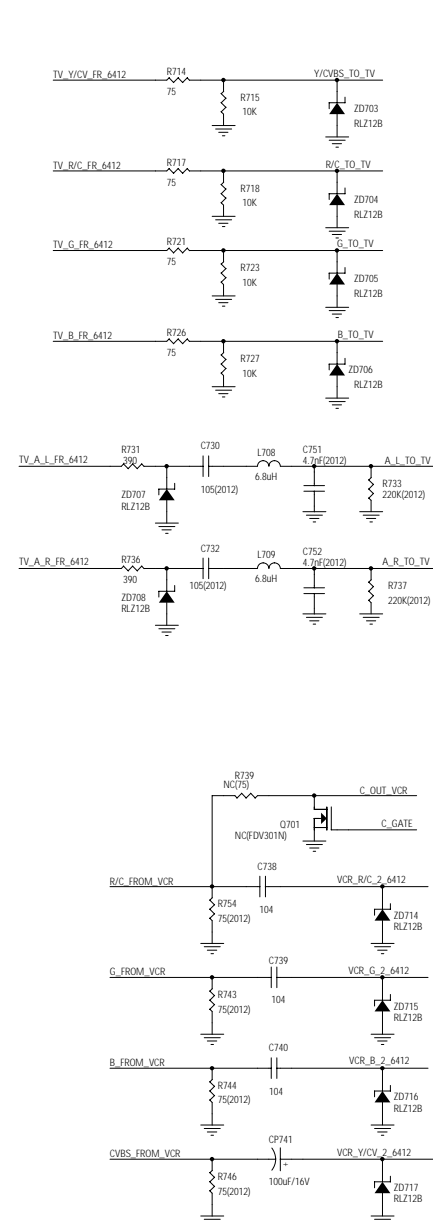 TV_Y/CV_FR_6412 R714 Y/CVBS_TO_TV
75
R715
10K
ZD703
RLZ12B
TV_R/C_FR_6412 R717 R/C_TO_TV
75
R718
10K
ZD704
RLZ12B
TV_G_FR_6412 R721 G_TO_TV
75
R723
10K
ZD705
RLZ12B
TV_B_FR_6412 R726 B_TO_TV
75
R727
10K
ZD706
RLZ12B
TV_A_L_FR_6412 R731 C730 L708 C751 A_L_TO_TV
390
105(2012)
6.8uH
4.7nF(2012)
ZD707
RLZ12B
R733
220K(2012)
TV_A_R_FR_6412 R736 C732 L709 C752 A_R_TO_TV
390
105(2012)
6.8uH
4.7nF(2012)
ZD708
RLZ12B
R737
220K(2012)
R739
NC(75)
C_OUT_VCR
Q701
NC(FDV301N)
C_GATE
R/C_FROM_VCR C738 VCR_R/C_2_6412
R754
75(2012)
104
ZD714
RLZ12B
G_FROM_VCR C739 VCR_G_2_6412
R743
75(2012)
104
ZD715
RLZ12B
B_FROM_VCR C740 VCR_B_2_6412
R744
75(2012)
104
ZD716
RLZ12B
CVBS_FROM_VCR CP741 VCR_Y/CV_2_6412
+
R746
75(2012)
100uF/16V
ZD717
RLZ12B